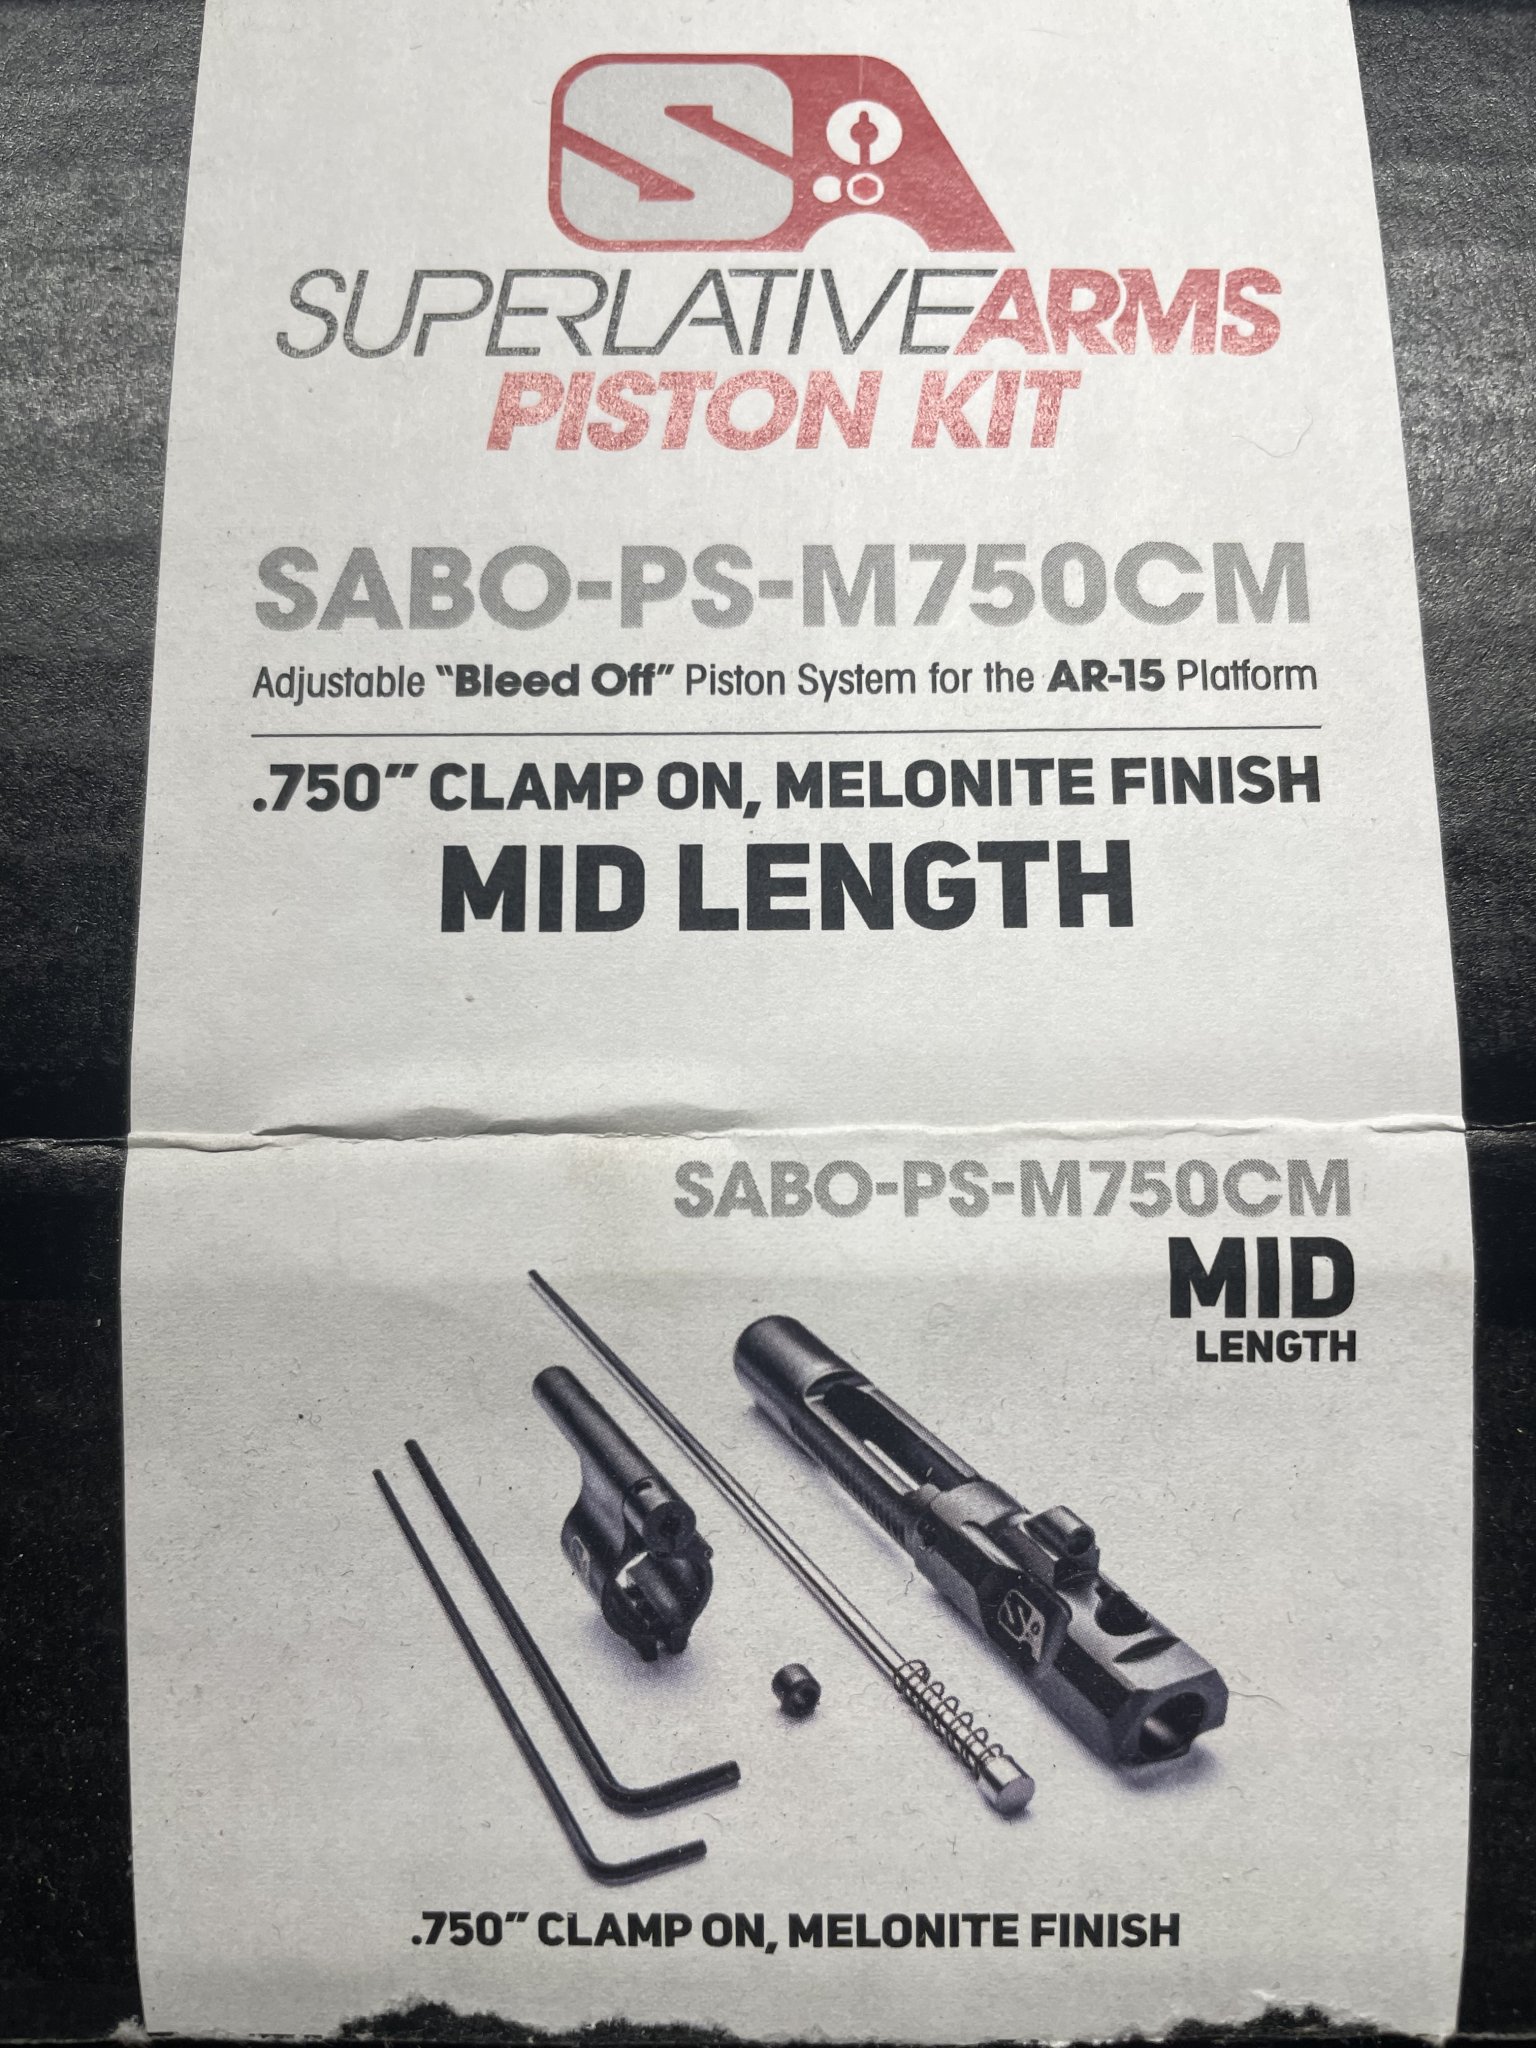 SUPERLATIVEARMS
PISTON KIT
SABO-PS-M750CM
Adjustable "Bleed Off" Piston System for the AR-15 Platform
.750" CLAMP ON, MELONITE FINISH
MID LENGTH
SABO-PS-M750CM
MID
LENGTH
.750" CLAMP ON, MELONITE FINISH